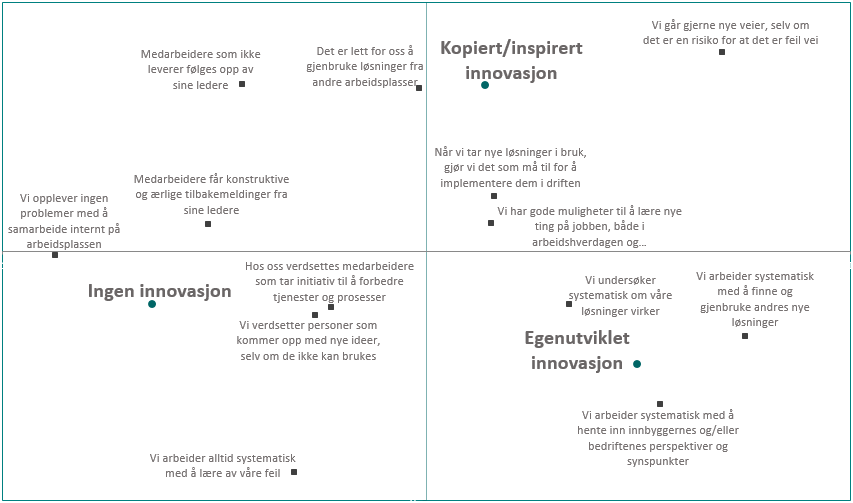 Medarbeidere som ikke
leverer følges opp av
sine ledere
Det er lett for oss å
gjenbruke løsninger fra
andre arbeidsplasser
Kopiert/inspirert
innovasjon
Vi går gjerne nye veier, selv om
det er en risiko for at det er feil vei
Når vi tar nye løsninger i bruk,
gjør vi det som må til for å
implementere dem i driften
Medarbeidere får konstruktive
og ærlige tilbakemeldinger fra
sine ledere
Vi opplever ingen
problemer med å
samarbeide internt på
arbeidsplassen
Vi har gode muligheter til å lære nye
ting på jobben, både i
arbeidshverdagen og…
Ingen innovasjon
Hos oss verdsettes medarbeidere
som tar initiativ til å forbedre
tjenester og prosesser
Vi verdsetter personer som
kommer opp med nye ideer,
selv om de ikke kan brukes
Vi undersøker
systematisk om våre
løsninger virker
Vi arbeider systematisk
med å finne og
gjenbruke andres nye
løsninger
Egenutviklet
innovasjon
Vi arbeider systematisk med å
hente inn innbyggernes og/eller
bedriftenes perspektiver og
synspunkter
Vi arbeider alltid systematisk
med å lære av våre feil